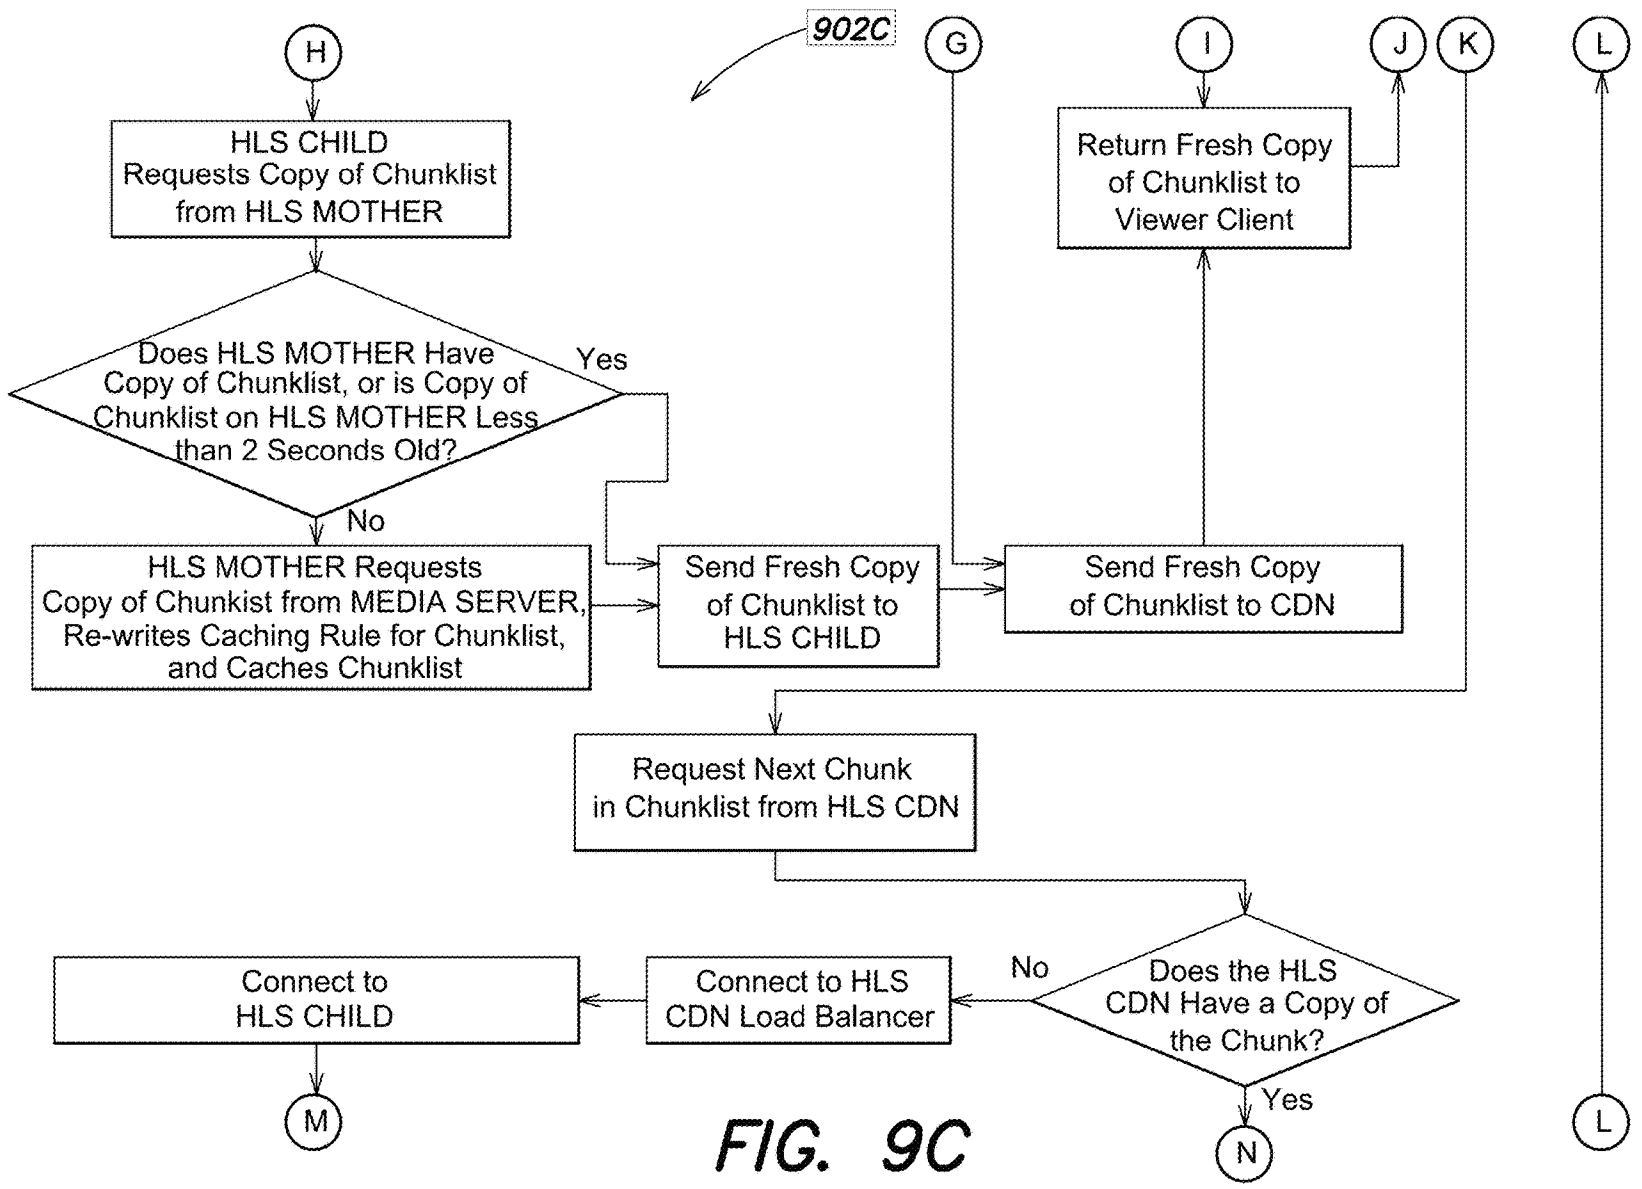 902C
H
G
I
J
K
L
HLS CHILD
Requests Copy of Chunklist
from HLS MOTHER
Return Fresh Copy
of Chunklist to
Viewer Client
Does HLS MOTHER Have
Copy of Chunklist, or is Copy of
Chunklist on HLS MOTHER Less
than 2 Seconds Old?
Yes
No
HLS MOTHER Requests
Copy of Chunkist from MEDIA SERVER,
Re-writes Caching Rule for Chunklist,
and Caches Chunklist
Send Fresh Copy
of Chunklist to
HLS CHILD
Send Fresh Copy
of Chunklist to CDN
Request Next Chunk
in Chunklist from HLS CDN
Does the HLS
CDN Have a Copy of
the Chunk?
No
Yes
Connect to HLS
CDN Load Balancer
Connect to
HLS CHILD
M
N
L
FIG. 9C